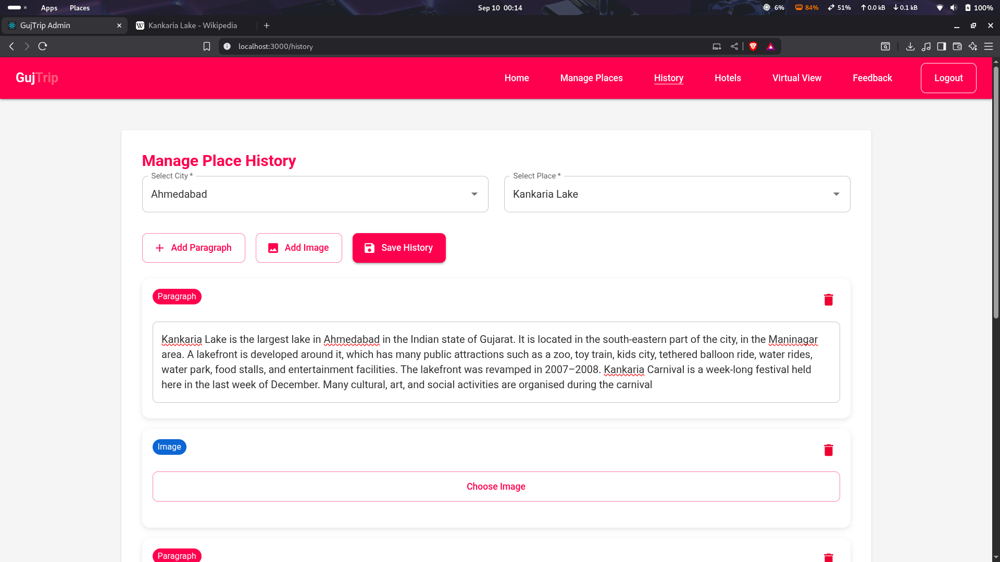 Apps Places Sep 10 00:14 6% 84% 51% 0.0 kB 0.1 kB 100%
GujTrip Admin Kankaria Lake - Wikipedia
localhost:3000/history
GujTrip Home Manage Places History Hotels Virtual View Feedback Logout
Manage Place History
Select City * Select Place *
Ahmedabad Kankaria Lake
Add Paragraph Add Image Save History
Paragraph
Kankaria Lake is the largest lake in Ahmedabad in the Indian state of Gujarat. It is located in the south-eastern part of the city, in the Maninagar
area. A lakefront is developed around it, which has many public attractions such as a zoo, toy train, kids city, tethered balloon ride, water rides,
water park, food stalls, and entertainment facilities. The lakefront was revamped in 2007–2008. Kankaria Carnival is a week-long festival held
here in the last week of December. Many cultural, art, and social activities are organised during the carnival
Image
Choose Image
Paragraph